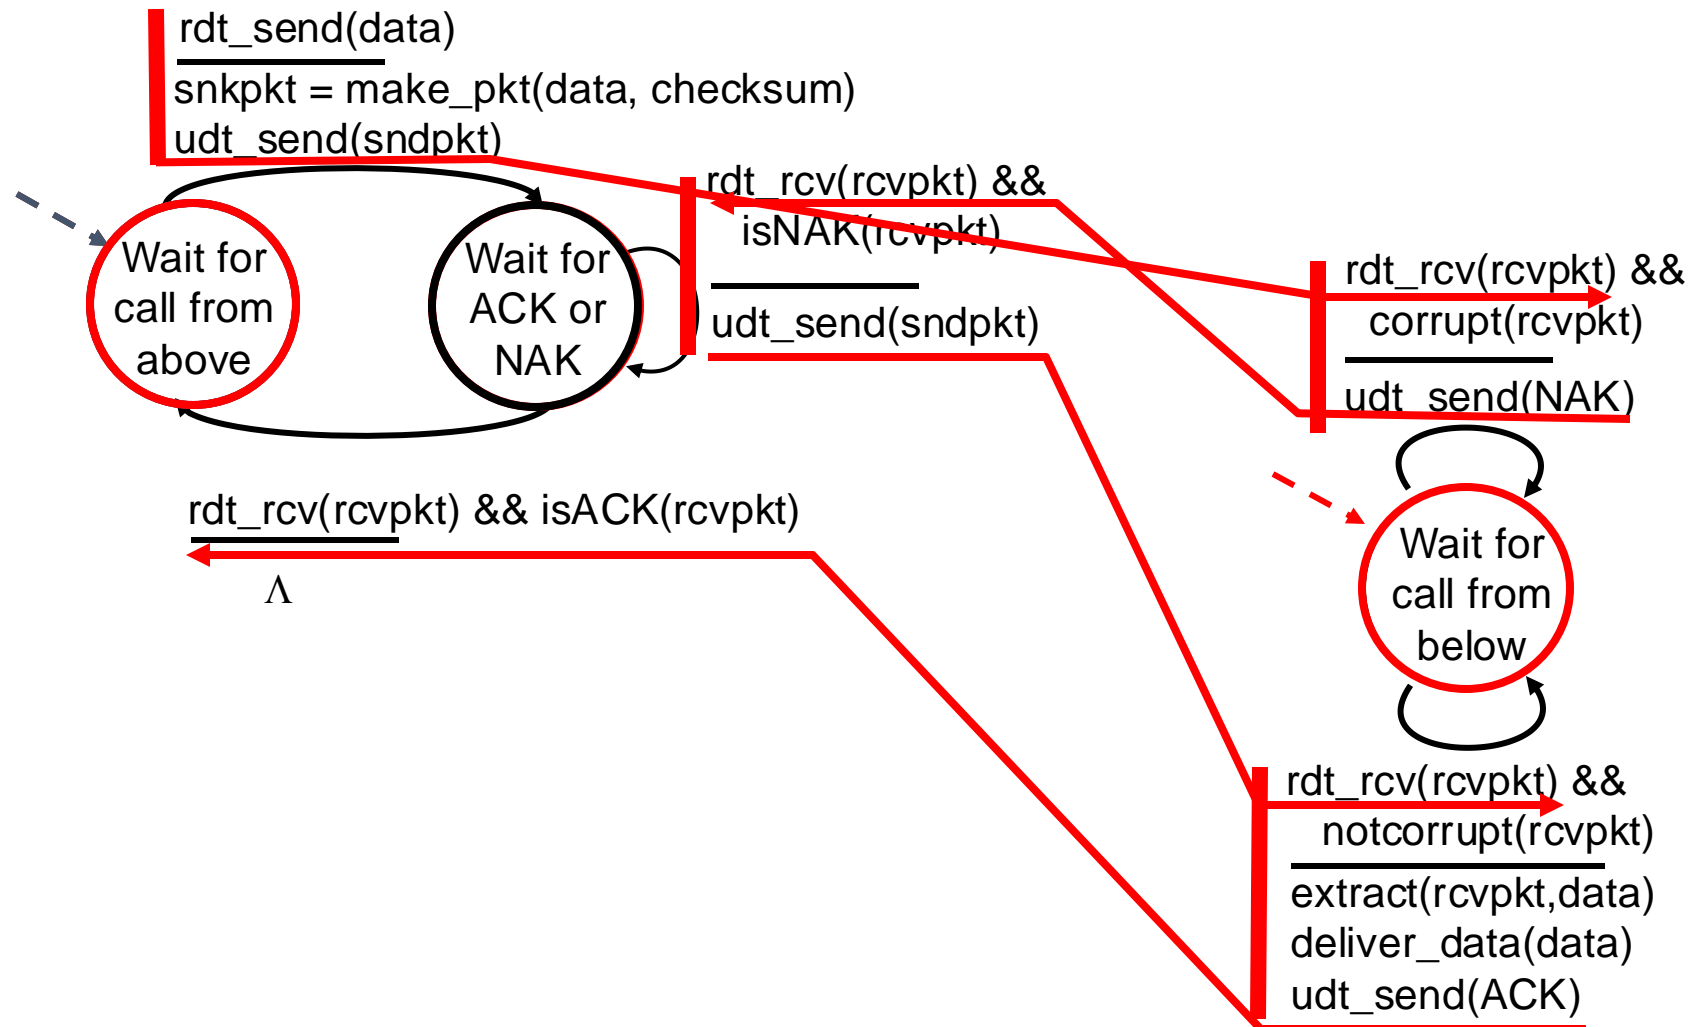 rdt_send(data)
snkpkt = make_pkt(data, checksum)
udt_send(sndpkt)
rdt_rcv(rcvpkt) &&
isNAK(rcvpkt)
udt_send(sndpkt)
Wait for
call from
above
Wait for
ACK or
NAK
rdt_rcv(rcvpkt) &&
corrupt(rcvpkt)
udt_send(NAK)
rdt_rcv(rcvpkt) && isACK(rcvpkt)
Λ
Wait for
call from
below
rdt_rcv(rcvpkt) &&
notcorrupt(rcvpkt)
extract(rcvpkt,data)
deliver_data(data)
udt_send(ACK)